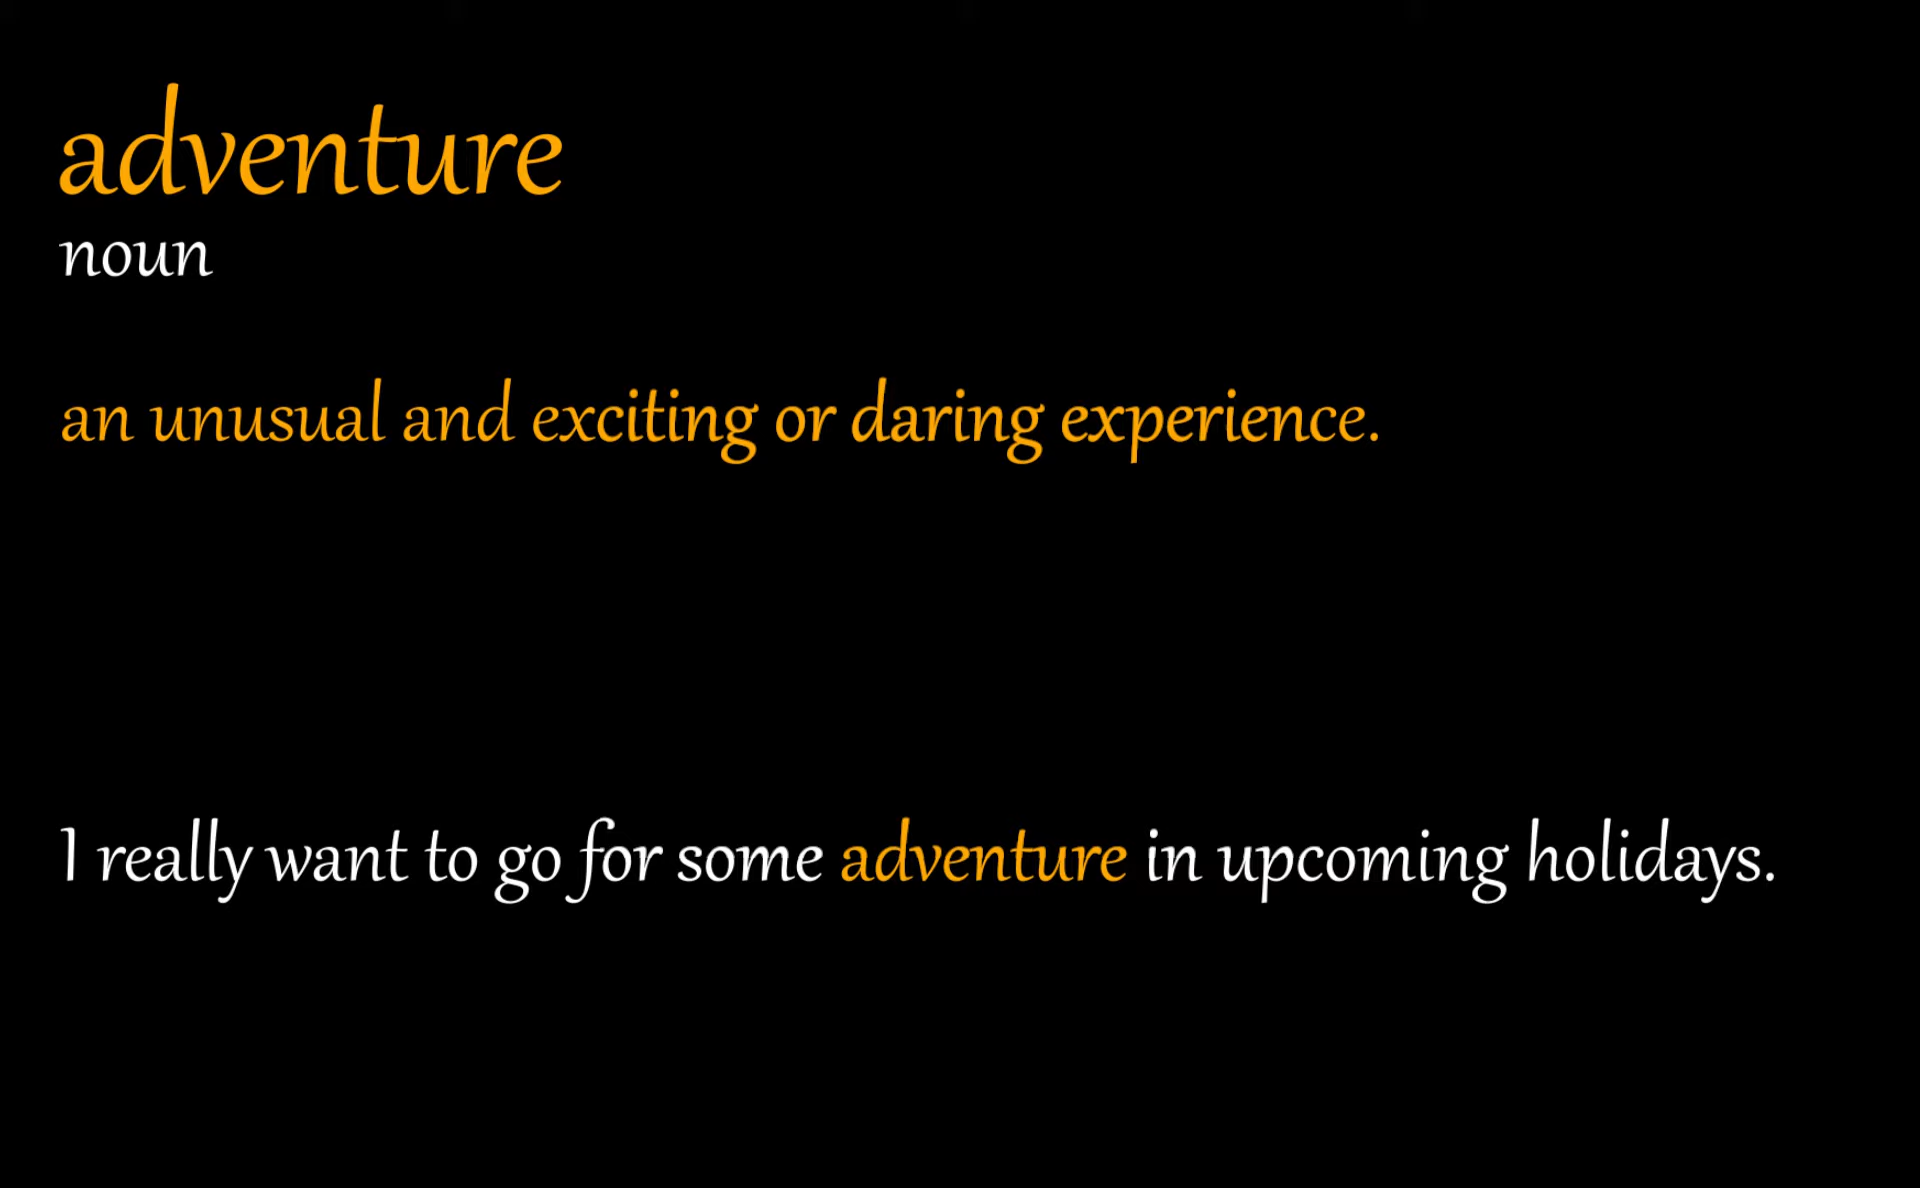 adventure
noun
an unusual and exciting or daring experience.
I really want to go for some adventure in upcoming holidays.